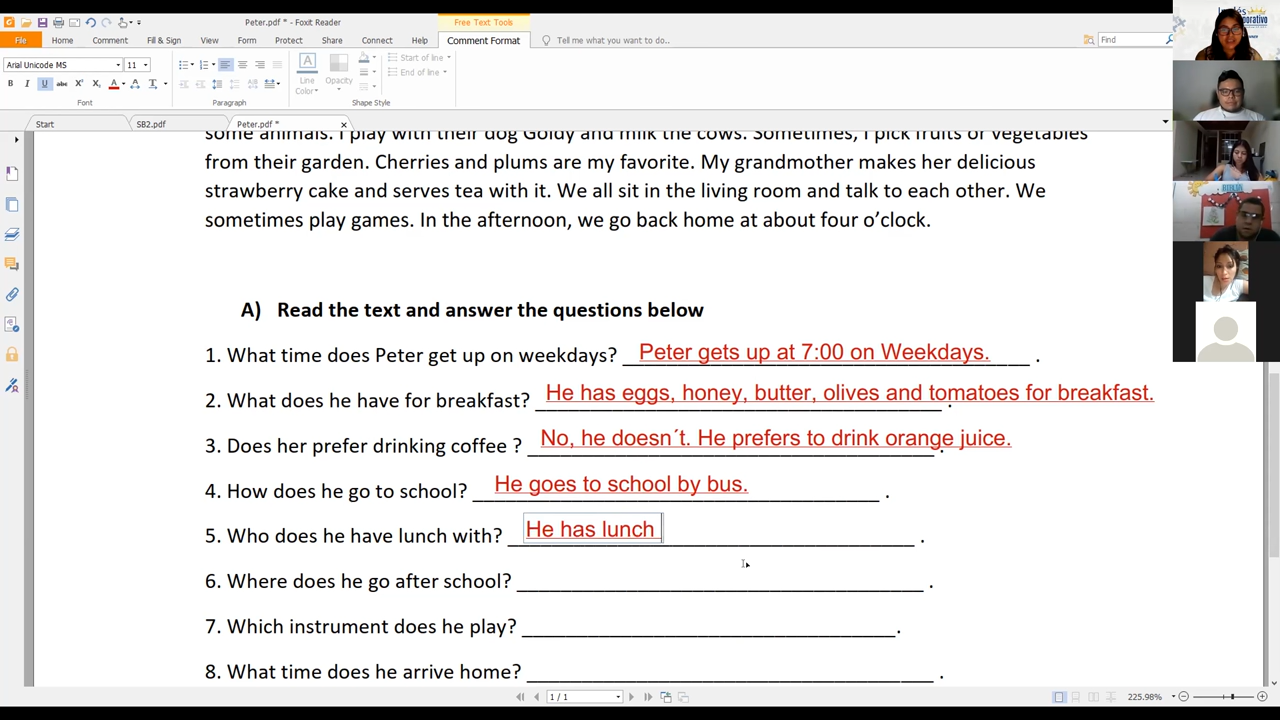 Peter.pdf * - Foxit Reader
Free Text Tools
File Home Comment Fill & Sign View Form Protect Share Connect Help Comment Format Tell me what you want to do.. Find
Arial Unicode MS 11
Start of line
End of line
Line Color
Opacity
Font Paragraph Shape Style
Start SB2.pdf Peter.pdf *
some animals. I play with their dog Goldy and milk the cows. Sometimes, I pick fruits or vegetables
from their garden. Cherries and plums are my favorite. My grandmother makes her delicious
strawberry cake and serves tea with it. We all sit in the living room and talk to each other. We
sometimes play games. In the afternoon, we go back home at about four o’clock.
A) Read the text and answer the questions below
1. What time does Peter get up on weekdays? Peter gets up at 7:00 on Weekdays. .
2. What does he have for breakfast? He has eggs, honey, butter, olives and tomatoes for breakfast. .
3. Does her prefer drinking coffee ? No, he doesn´t. He prefers to drink orange juice. .
4. How does he go to school? He goes to school by bus. .
5. Who does he have lunch with? He has lunch .
6. Where does he go after school? .
7. Which instrument does he play? .
8. What time does he arrive home? .
1 / 1
225.98%